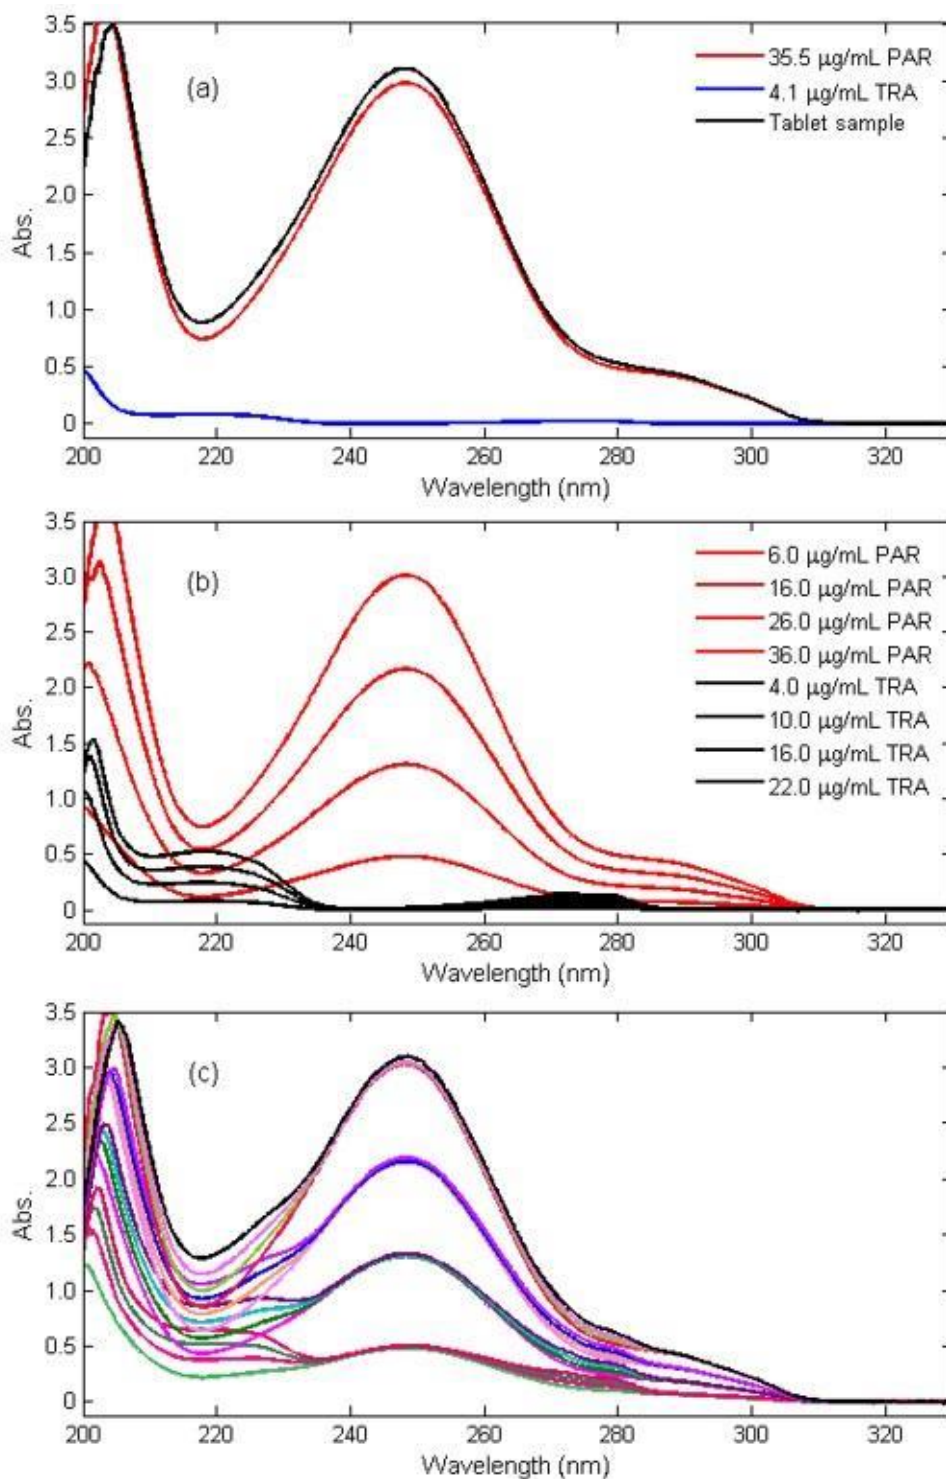 3.5
3.0
2.5
2.0
1.5
1.0
0.5
0
Abs.
(a)
35.5 μg/mL PAR
4.1 μg/mL TRA
Tablet sample
200 220 240 260 280 300 320
Wavelength (nm)
3.5
3.0
2.5
2.0
1.5
1.0
0.5
0
Abs.
(b)
6.0 μg/mL PAR
16.0 μg/mL PAR
26.0 μg/mL PAR
36.0 μg/mL PAR
4.0 μg/mL TRA
10.0 μg/mL TRA
16.0 μg/mL TRA
22.0 μg/mL TRA
200 220 240 260 280 300 320
Wavelength (nm)
3.5
3.0
2.5
2.0
1.5
1.0
0.5
0
Abs.
(c)
200 220 240 260 280 300 320
Wavelength (nm)